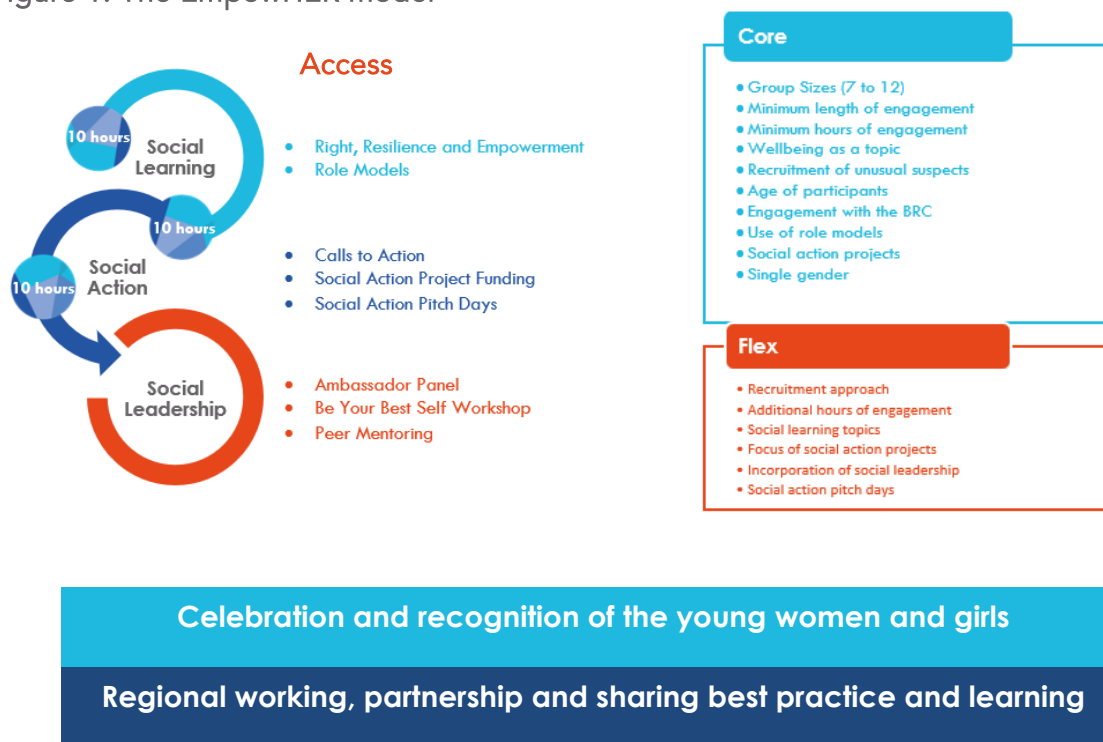 Figure 1: The EmpowHER Model
Access
10 hours
Social
Learning
• Right, Resilience and Empowerment
• Role Models
10 hours
10 hours
Social
Action
• Calls to Action
• Social Action Project Funding
• Social Action Pitch Days
Social
Leadership
• Ambassador Panel
• Be Your Best Self Workshop
• Peer Mentoring
Core
• Group Sizes (7 to 12)
• Minimum length of engagement
• Minimum hours of engagement
• Wellbeing as a topic
• Recruitment of unusual suspects
• Age of participants
• Engagement with the BRC
• Use of role models
• Social action projects
• Single gender
Flex
• Recruitment approach
• Additional hours of engagement
• Social learning topics
• Focus of social action projects
• Incorporation of social leadership
• Social action pitch days
Celebration and recognition of the young women and girls
Regional working, partnership and sharing best practice and learning